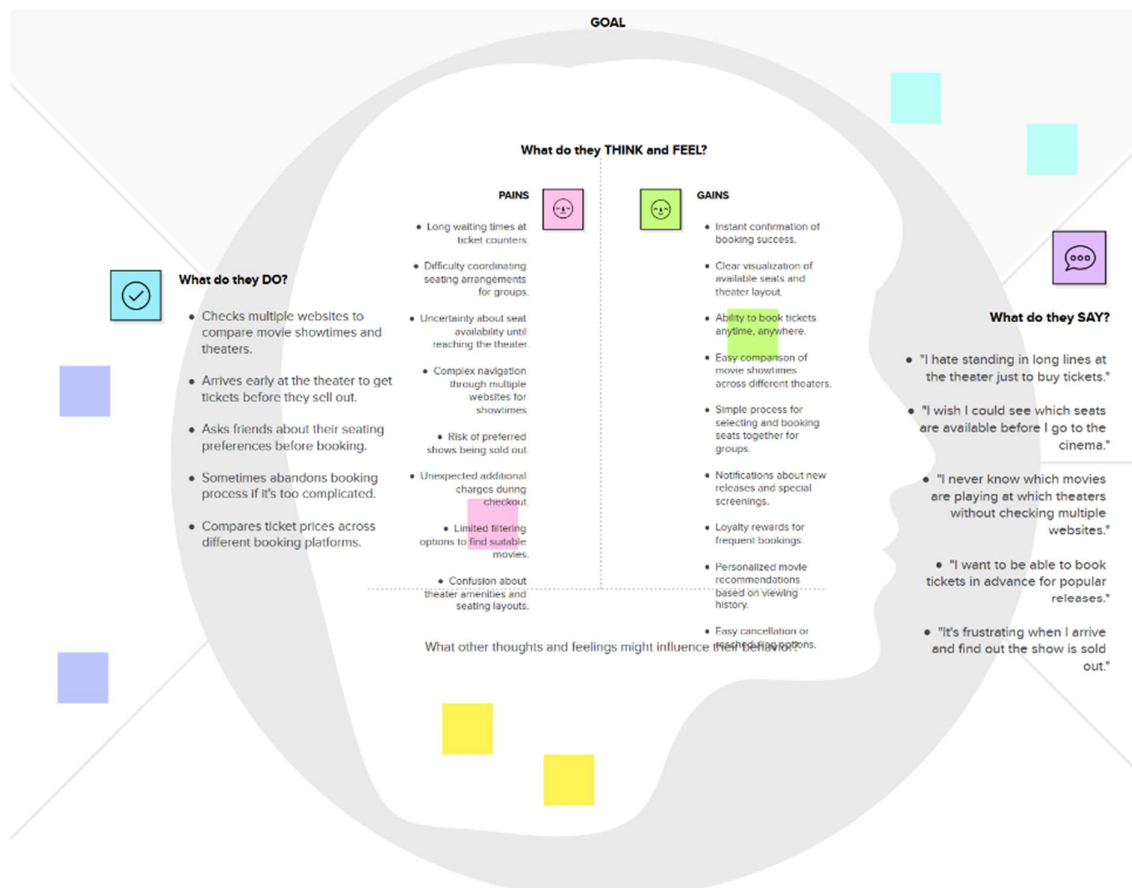 GOAL
What do they THINK and FEEL?
PAINS
• Long waiting times at
ticket counters.
• Difficulty coordinating
seating arrangements
for groups.
• Uncertainty about seat
availability until
reaching the theater.
• Complex navigation
through multiple
websites for
showtimes.
• Risk of preferred
shows being sold out.
• Unexpected additional
charges during
checkout.
• Limited filtering
options to find suitable
movies.
• Confusion about
theater amenities and
seating layouts.
GAINS
• Instant confirmation of
booking success.
• Clear visualization of
available seats and
theater layout.
• Ability to book tickets
anytime, anywhere.
• Easy comparison of
movie showtimes
across different theaters.
• Simple process for
selecting and booking
seats together for
groups.
• Notifications about new
releases and special
screenings.
• Loyalty rewards for
frequent bookings.
• Personalized movie
recommendations
based on viewing
history.
• Easy cancellation or
rescheduling options.
What other thoughts and feelings might influence their behavior?
What do they DO?
• Checks multiple websites to
compare movie showtimes and
theaters.
• Arrives early at the theater to get
tickets before they sell out.
• Asks friends about their seating
preferences before booking.
• Sometimes abandons booking
process if it's too complicated.
• Compares ticket prices across
different booking platforms.
What do they SAY?
• "I hate standing in long lines at
the theater just to buy tickets."
• "I wish I could see which seats
are available before I go to the
cinema."
• "I never know which movies
are playing at which theaters
without checking multiple
websites."
• "I want to be able to book
tickets in advance for popular
releases."
• "It's frustrating when I arrive
and find out the show is sold
out."